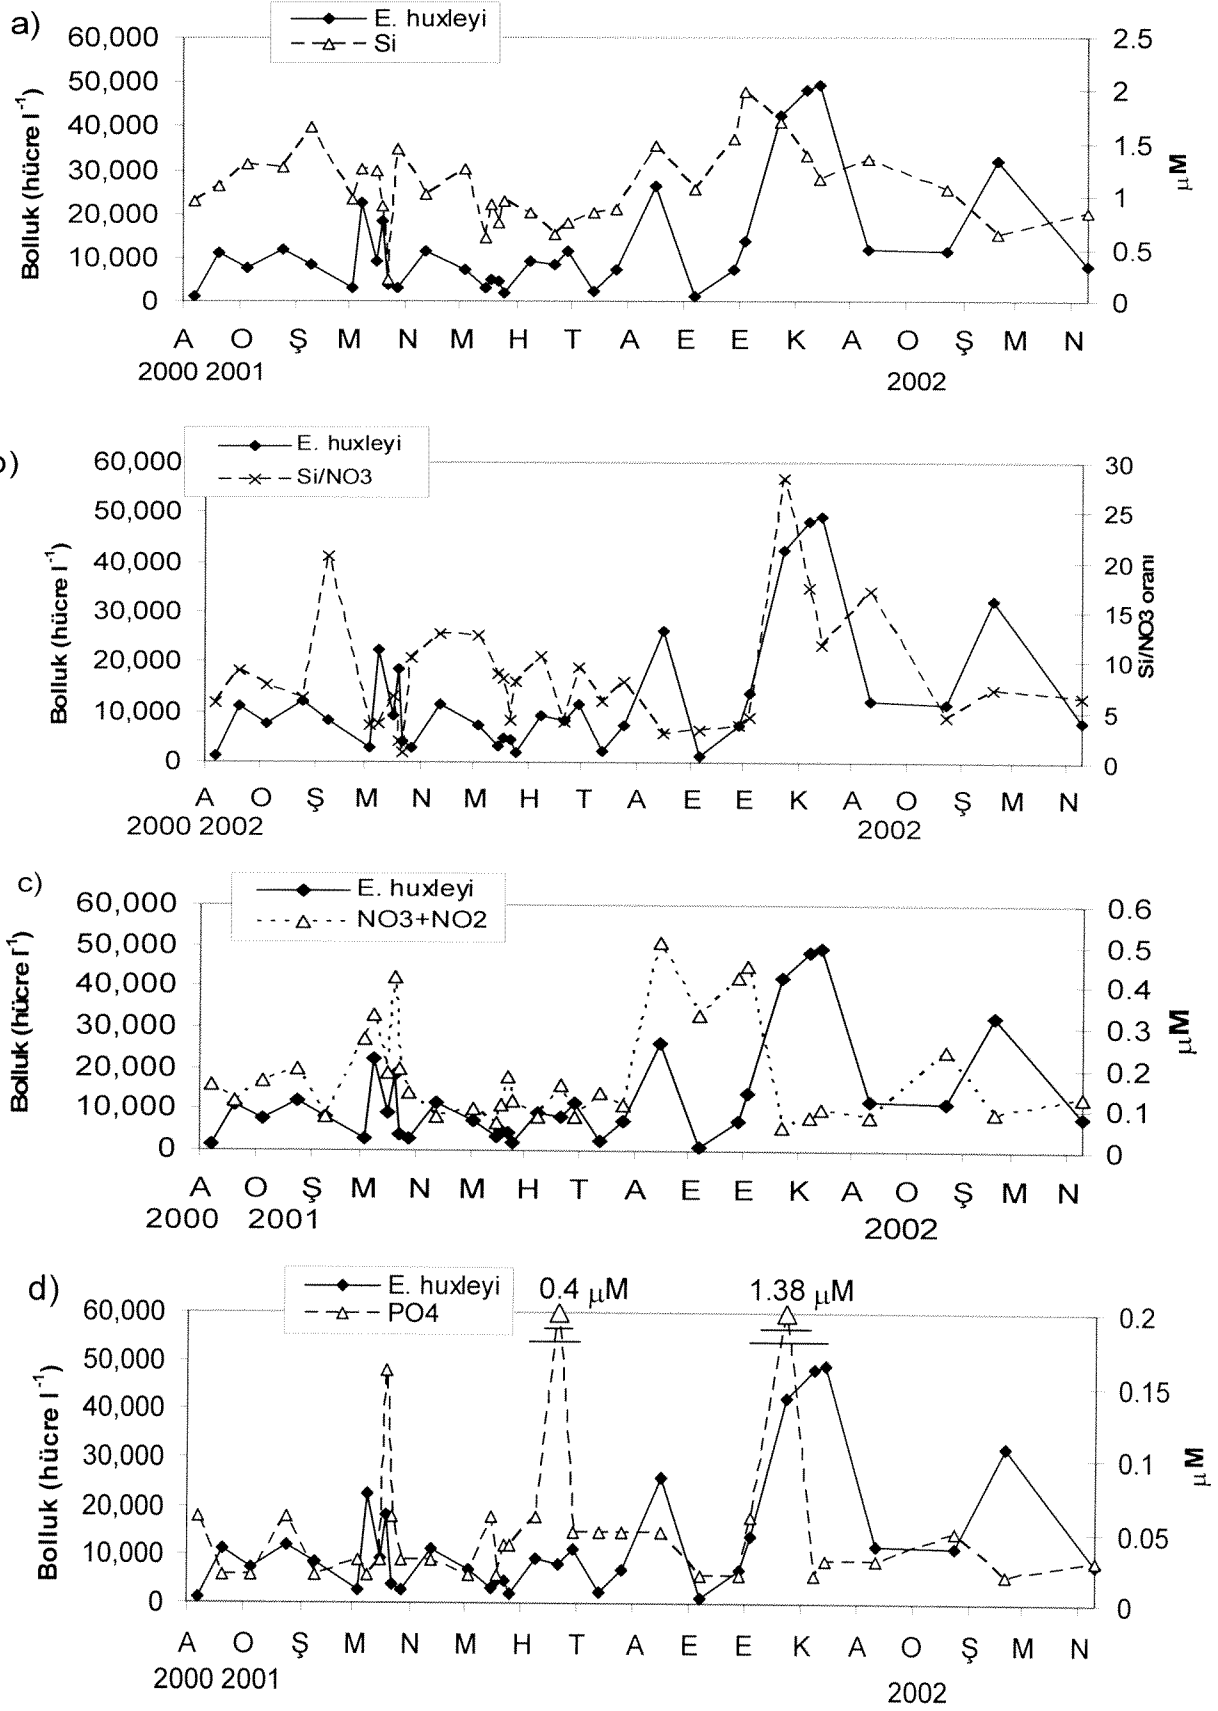 a)
E. huxleyi
Si
Bolluk (hücre l⁻¹)
60,000
50,000
40,000
30,000
20,000
10,000
0
2.5
2
1.5
1
0.5
0
µM
A O Ş M N M H T A E E K A O Ş M N
2000 2001
2002
E. huxleyi
Si/NO3
Bolluk (hücre l⁻¹)
60,000
50,000
40,000
30,000
20,000
10,000
0
30
25
20
15
10
5
0
Si/NO3 oranı
A O Ş M N M H T A E E K A O Ş M N
2000 2002
2002
c)
E. huxleyi
NO3+NO2
Bolluk (hücre l⁻¹)
60,000
50,000
40,000
30,000
20,000
10,000
0
0.6
0.5
0.4
0.3
0.2
0.1
0
µM
A O Ş M N M H T A E E K A O Ş M N
2000 2001
2002
d)
E. huxleyi
PO4
0.4 µM
1.38 µM
Bolluk (hücre l⁻¹)
60,000
50,000
40,000
30,000
20,000
10,000
0
0.2
0.15
0.1
0.05
0
µM
A O Ş M N M H T A E E K A O Ş M N
2000 2001
2002